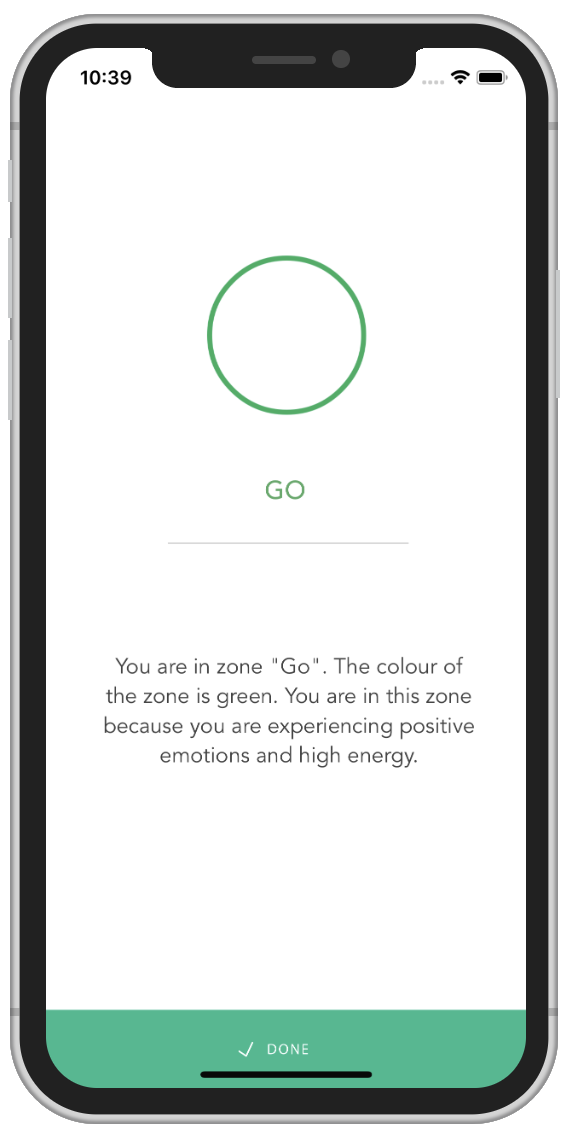 10:39
GO
You are in zone "Go". The colour of
the zone is green. You are in this zone
because you are experiencing positive
emotions and high energy.
DONE